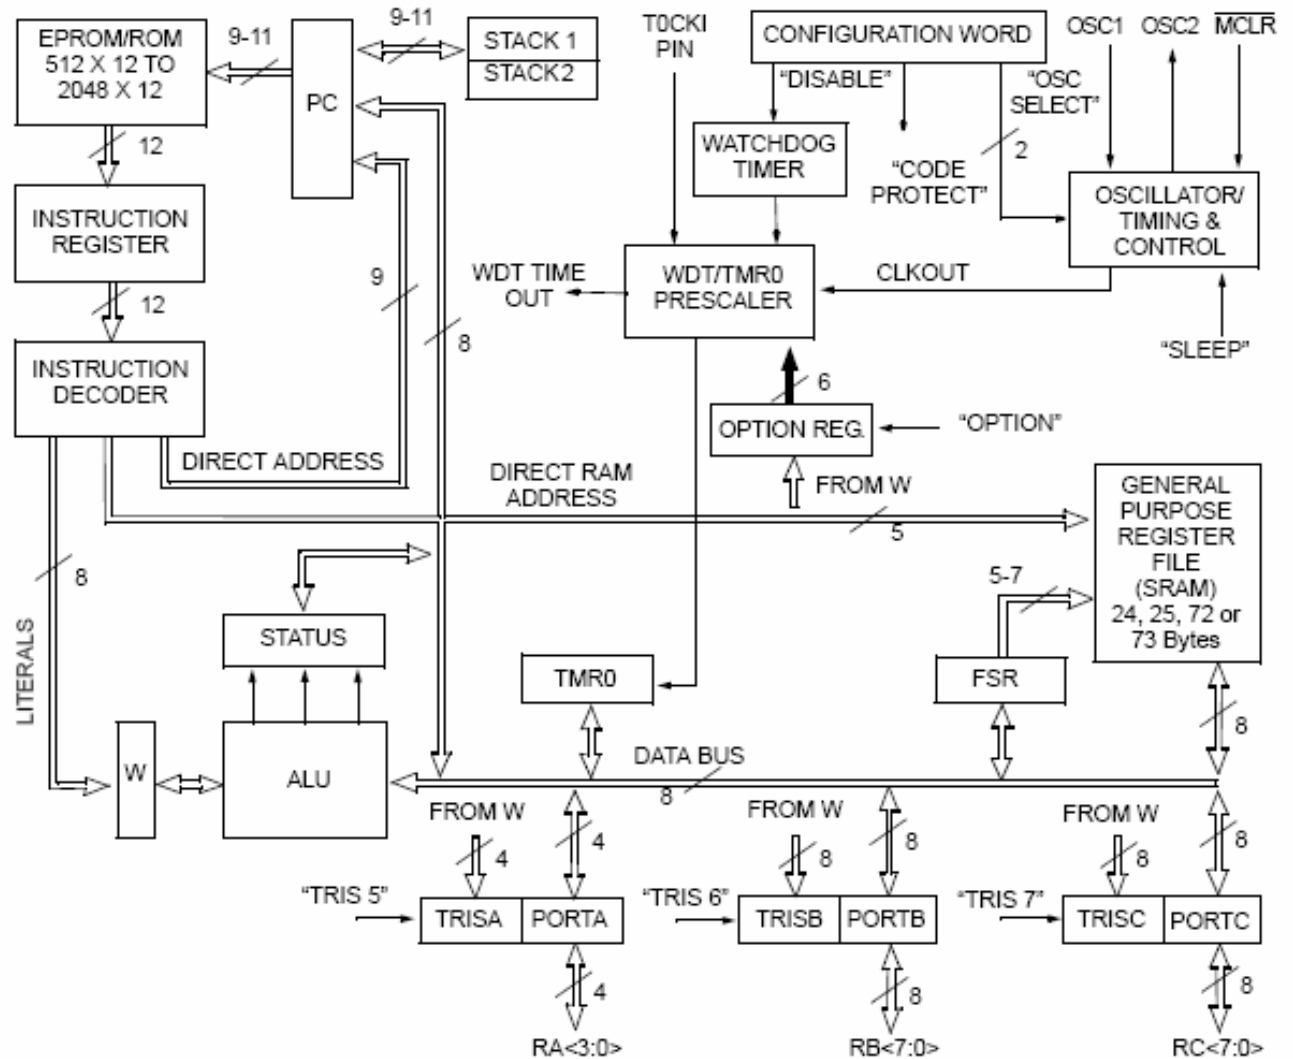 EPROM/ROM
512 X 12 TO
2048 X 12
9-11
PC
9-11
STACK 1
STACK2
T0CKI
PIN
CONFIGURATION WORD
OSC1
OSC2
MCLR
"DISABLE"
"OSC
SELECT"
12
WATCHDOG
TIMER
2
"CODE
PROTECT"
INSTRUCTION
REGISTER
OSCILLATOR/
TIMING &
CONTROL
9
WDT TIME
OUT
WDT/TMR0
PRESCALER
CLKOUT
12
8
"SLEEP"
INSTRUCTION
DECODER
6
OPTION REG.
"OPTION"
DIRECT ADDRESS
DIRECT RAM
ADDRESS
FROM W
5
GENERAL
PURPOSE
REGISTER
FILE
(SRAM)
24, 25, 72 or
73 Bytes
8
5-7
LITERALS
STATUS
TMR0
FSR
8
W
ALU
DATA BUS
8
FROM W
4
4
FROM W
8
8
FROM W
8
8
"TRIS 5"
TRISA
PORTA
"TRIS 6"
TRISB
PORTB
"TRIS 7"
TRISC
PORTC
4
8
8
RA<3:0>
RB<7:0>
RC<7:0>